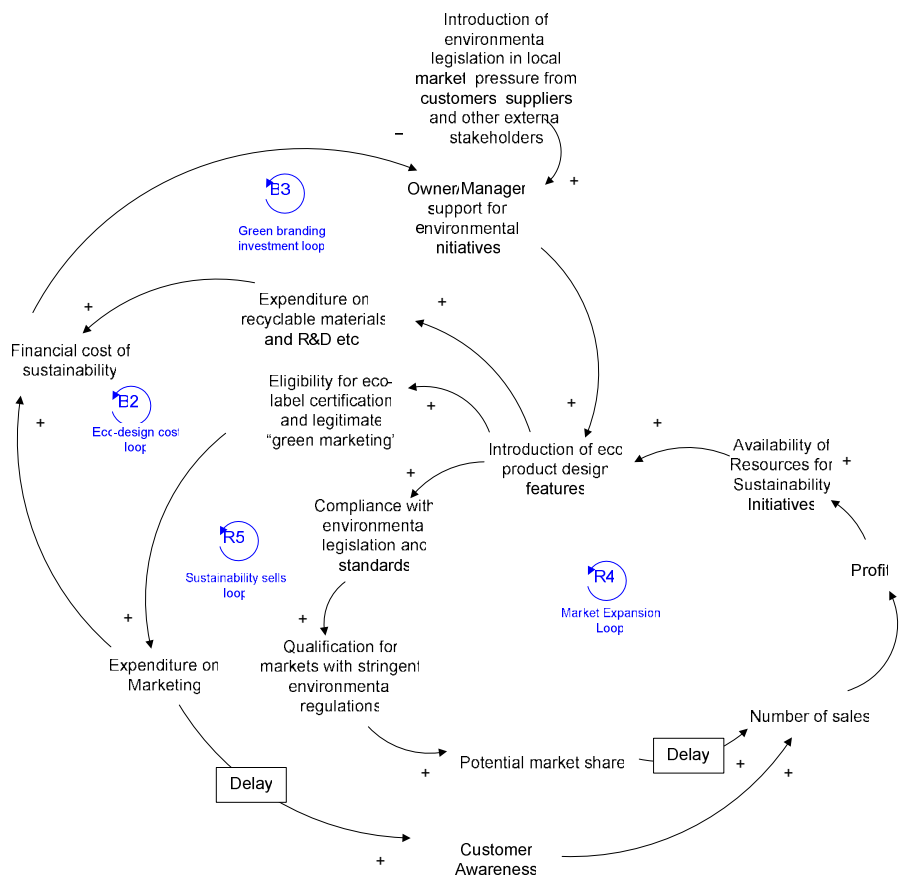 Introduction of
environmenta
legislation in local
market pressure from
customers suppliers
and other externa
stakeholders
−
+
Owner/Manager
support for
environmental
nitiatives
B3
Green branding
investment loop
+
Expenditure on
recyclable materials
and R&D etc
+
Financial cost of
sustainability
Eligibility for eco-
label certification
and legitimate
"green marketing"
+
+
+
B2
Eco-design cost
loop
+
Introduction of eco
product design
features
+
Availability of
Resources for
Sustainability
Initiatives
+
+
Compliance with
environmenta
legislation and
standards
R5
Sustainability sells
loop
R4
Market Expansion
Loop
Profit
+
+
Qualification for
markets with stringent
environmenta
regulations
Expenditure on
Marketing
Number of sales
Potential market share
Delay
+
+
+
Delay
Customer
Awareness
+